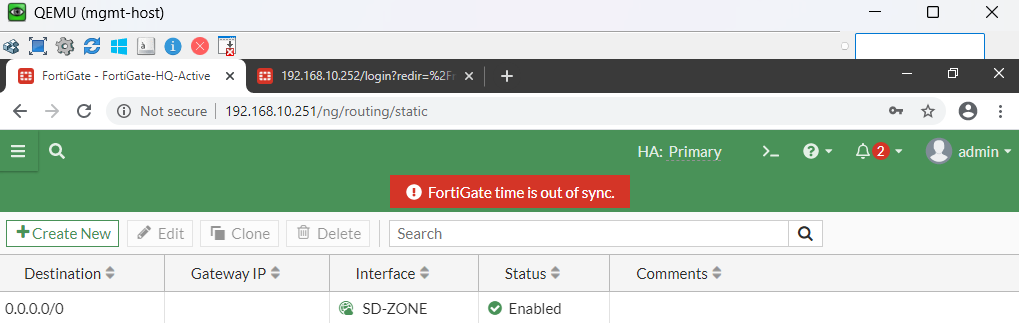 QEMU (mgmt-host)
FortiGate - FortiGate-HQ-Active
192.168.10.252/login?redir=%2Fr
Not secure
192.168.10.251/ng/routing/static
HA: Primary
2
admin
FortiGate time is out of sync.
Create New
Edit
Clone
Delete
Search
Destination Gateway IP Interface Status Comments
0.0.0.0/0 SD-ZONE Enabled